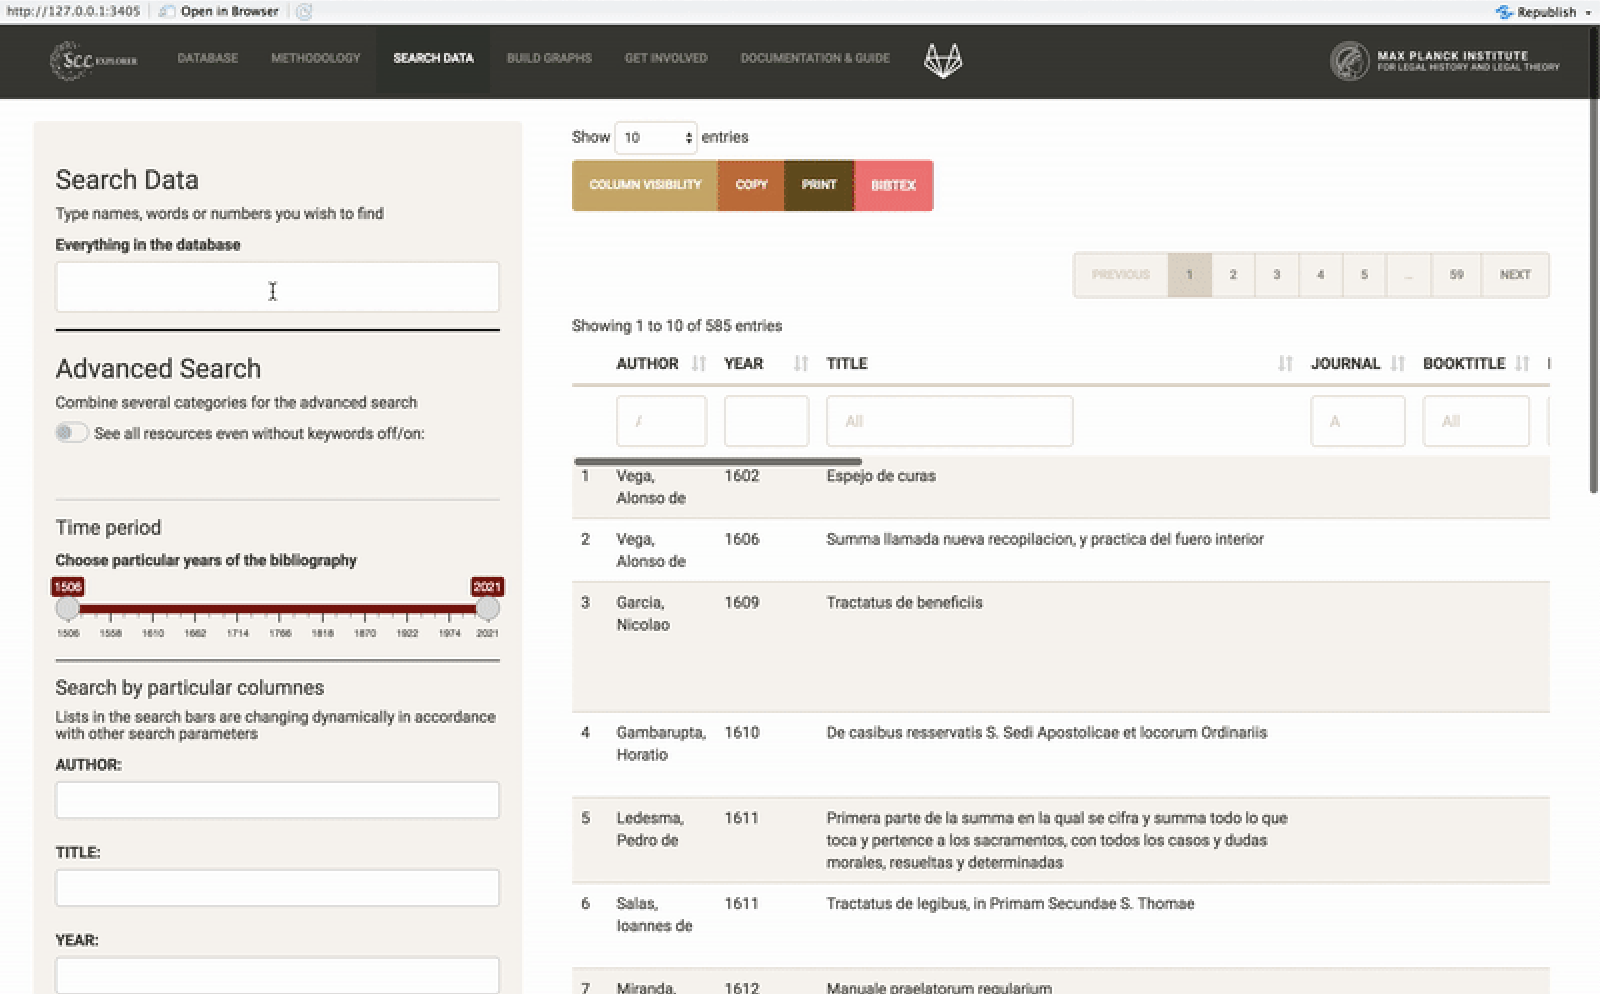 http://127.0.0.1:3405 Open in Browser Republish
SCC EXPLORER DATABASE METHODOLOGY SEARCH DATA BUILD GRAPHS GET INVOLVED DOCUMENTATION & GUIDE
MAX PLANCK INSTITUTE
FOR LEGAL HISTORY AND LEGAL THEORY
Search Data
Type names, words or numbers you wish to find
Everything in the database
Advanced Search
Combine several categories for the advanced search
See all resources even without keywords off/on:
Time period
Choose particular years of the bibliography
1506 2021
1506 1558 1610 1662 1714 1766 1818 1870 1922 1974 2021
Search by particular columnes
Lists in the search bars are changing dynamically in accordance
with other search parameters
AUTHOR:
TITLE:
YEAR:
Show 10 entries
COLUMN VISIBILITY COPY PRINT BIBTEX
PREVIOUS 1 2 3 4 5 ... 59 NEXT
Showing 1 to 10 of 585 entries
AUTHOR YEAR TITLE JOURNAL BOOKTITLE
All A All
1 Vega, 1602 Espejo de curas
Alonso de
2 Vega, 1606 Summa llamada nueva recopilacion, y practica del fuero interior
Alonso de
3 Garcia, 1609 Tractatus de beneficiis
Nicolao
4 Gambarupta, 1610 De casibus resservatis S. Sedi Apostolicae et locorum Ordinariis
Horatio
5 Ledesma, 1611 Primera parte de la summa en la qual se cifra y summa todo lo que
Pedro de toca y pertence a los sacramentos, con todos los casos y dudas
morales, resueltas y determinadas
6 Salas, 1611 Tractatus de legibus, in Primam Secundae S. Thomae
Ioannes de
7 Miranda, 1612 Manuale praelatorum regularium